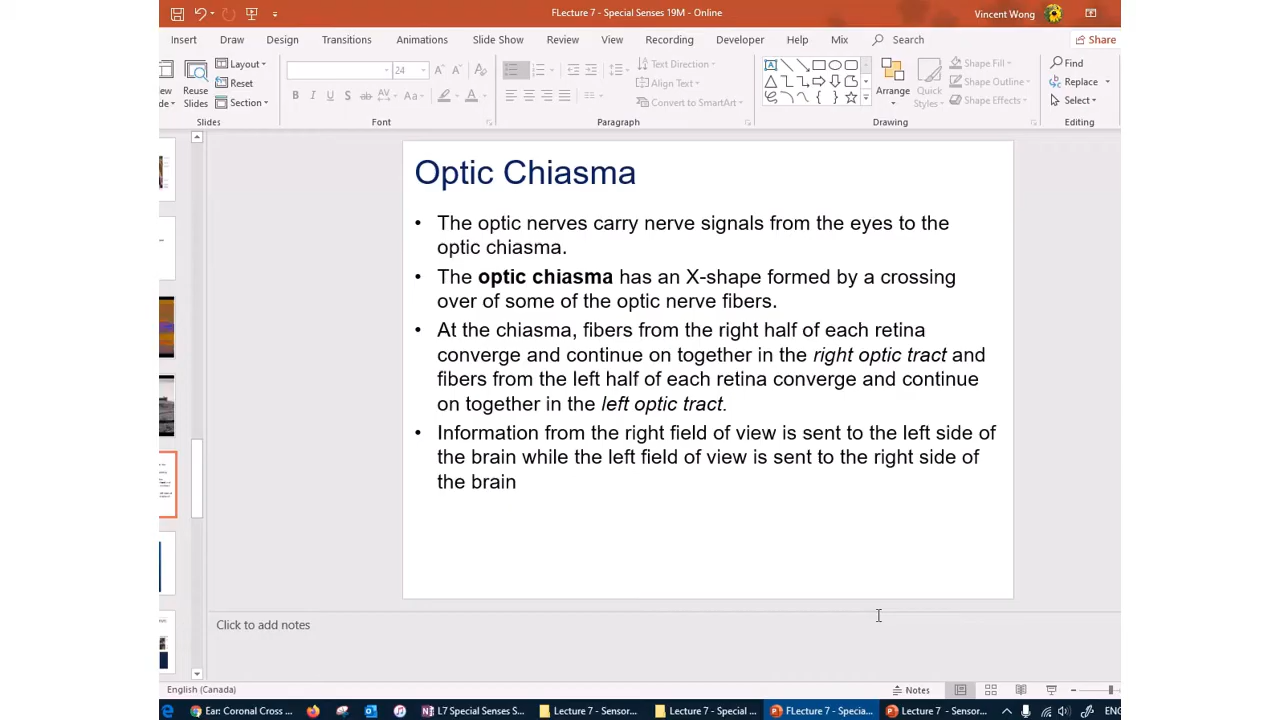 FLecture 7 - Special Senses 19M - Online
Vincent Wong
Insert Draw Design Transitions Animations Slide Show Review View Recording Developer Help Mix Search Share
Layout
Reset
Section
Reuse
Slides
Slides
24
B I U S ab AV Aa A
Font
Text Direction
Align Text
Convert to SmartArt
Paragraph
Arrange
Quick
Styles
Shape Fill
Shape Outline
Shape Effects
Drawing
Find
Replace
Select
Editing
Optic Chiasma
• The optic nerves carry nerve signals from the eyes to the
optic chiasma.
• The optic chiasma has an X-shape formed by a crossing
over of some of the optic nerve fibers.
• At the chiasma, fibers from the right half of each retina
converge and continue on together in the right optic tract and
fibers from the left half of each retina converge and continue
on together in the left optic tract.
• Information from the right field of view is sent to the left side of
the brain while the left field of view is sent to the right side of
the brain
Click to add notes
English (Canada)
Notes
Ear: Coronal Cross ... L7 Special Senses S... Lecture 7 - Sensor... Lecture 7 - Special ... FLecture 7 - Specia... Lecture 7 - Sensor... ENG